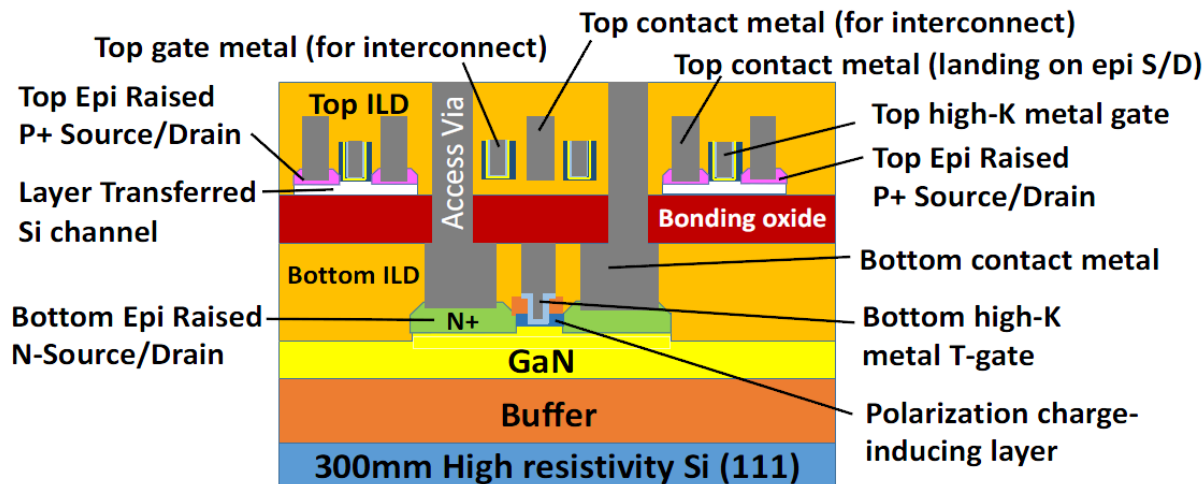 Top contact metal (for interconnect)
Top gate metal (for interconnect)
Top contact metal (landing on epi S/D)
Top Epi Raised
P+ Source/Drain
Top ILD
Access Via
Top high-K metal gate
Top Epi Raised
P+ Source/Drain
Layer Transferred
Si channel
Bonding oxide
Bottom ILD
Bottom contact metal
Bottom Epi Raised
N-Source/Drain
N+
Bottom high-K
metal T-gate
GaN
Buffer
Polarization charge-
inducing layer
300mm High resistivity Si (111)